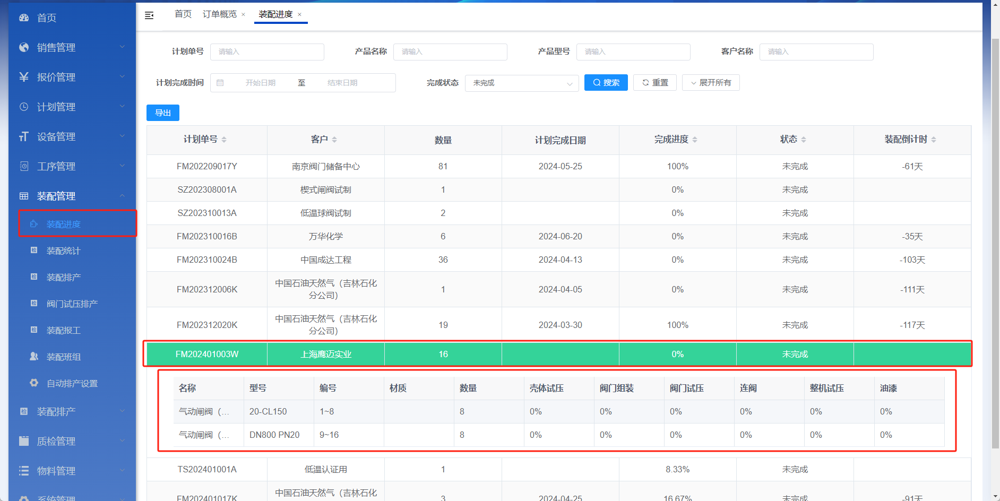 首页
销售管理
报价管理
计划管理
设备管理
工序管理
装配管理
装配进度
装配统计
装配排产
阀门试压排产
装配报工
装配班组
自动排产设置
装配排产
质检管理
物料管理
系统管理
首页 订单概览 × 装配进度 ×
计划单号 请输入 产品名称 请输入 产品型号 请输入 客户名称 请输入
计划完成时间 开始日期 至 结束日期 完成状态 未完成 搜索 重置 展开所有
导出
计划单号 客户 数量 计划完成日期 完成进度 状态 装配倒计时
FM202209017Y 南京阀门储备中心 81 2024-05-25 100% 未完成 -61天
SZ202308001A 楔式闸阀试制 1 0% 未完成
SZ202310013A 低温球阀试制 2 0% 未完成
FM202310016B 万华化学 6 2024-06-20 0% 未完成 -35天
FM202310024B 中国成达工程 36 2024-04-13 0% 未完成 -103天
FM202312006K 中国石油天然气（吉林石化分公司） 1 2024-04-05 0% 未完成 -111天
FM202312020K 中国石油天然气（吉林石化分公司） 19 2024-03-30 100% 未完成 -117天
FM202401003W 上海鹰迈实业 16 0% 未完成
名称 型号 编号 材质 数量 壳体试压 阀门组装 阀门试压 连阀 整机试压 油漆
气动闸阀（... 20-CL150 1~8 8 0% 0% 0% 0% 0% 0%
气动闸阀（... DN800 PN20 9~16 8 0% 0% 0% 0% 0% 0%
TS202401001A 低温认证用 1 8.33% 未完成
FM202401017K 中国石油天然气（吉林石化 3 2024-04-25 16.67% 未完成 -91天